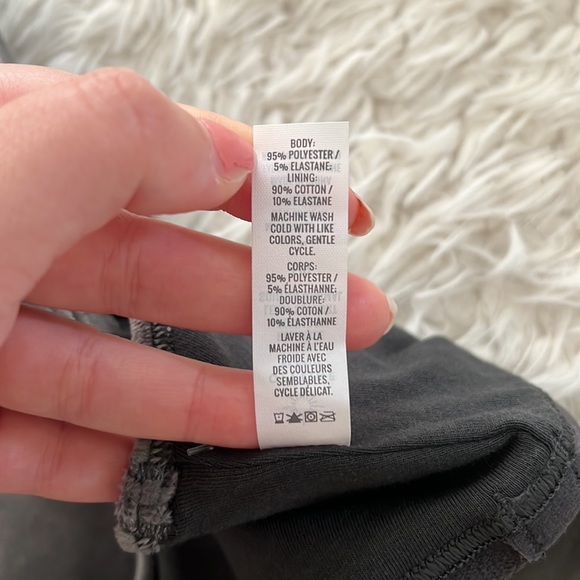 BODY:
95% POLYESTER /
5% ELASTANE;
LINING:
90% COTTON /
10% ELASTANE
MACHINE WASH
COLD WITH LIKE
COLORS, GENTLE
CYCLE.
CORPS:
95% POLYESTER /
5% ÉLASTHANNE;
DOUBLURE:
90% COTON /
10% ÉLASTHANNE
LAVER À LA
MACHINE À L'EAU
FROIDE AVEC
DES COULEURS
SEMBLABLES,
CYCLE DÉLICAT.